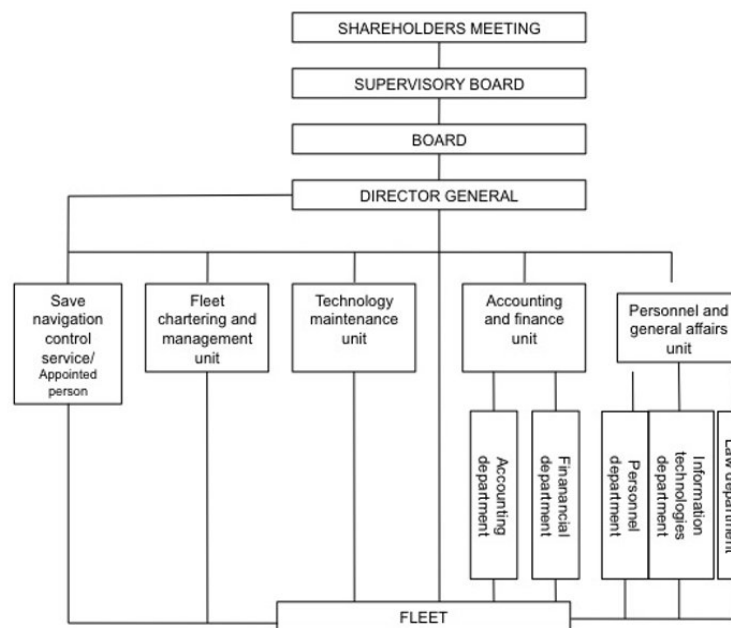 SHAREHOLDERS MEETING
SUPERVISORY BOARD
BOARD
DIRECTOR GENERAL
Save
navigation
control
service/
Appointed
person
Fleet
chartering and
management
unit
Technology
maintenance
unit
Accounting
and finance
unit
Personnel and
general affairs
unit
Accounting
department
Finanancial
department
Personnel
department
Information
technologies
department
Law department
FLEET